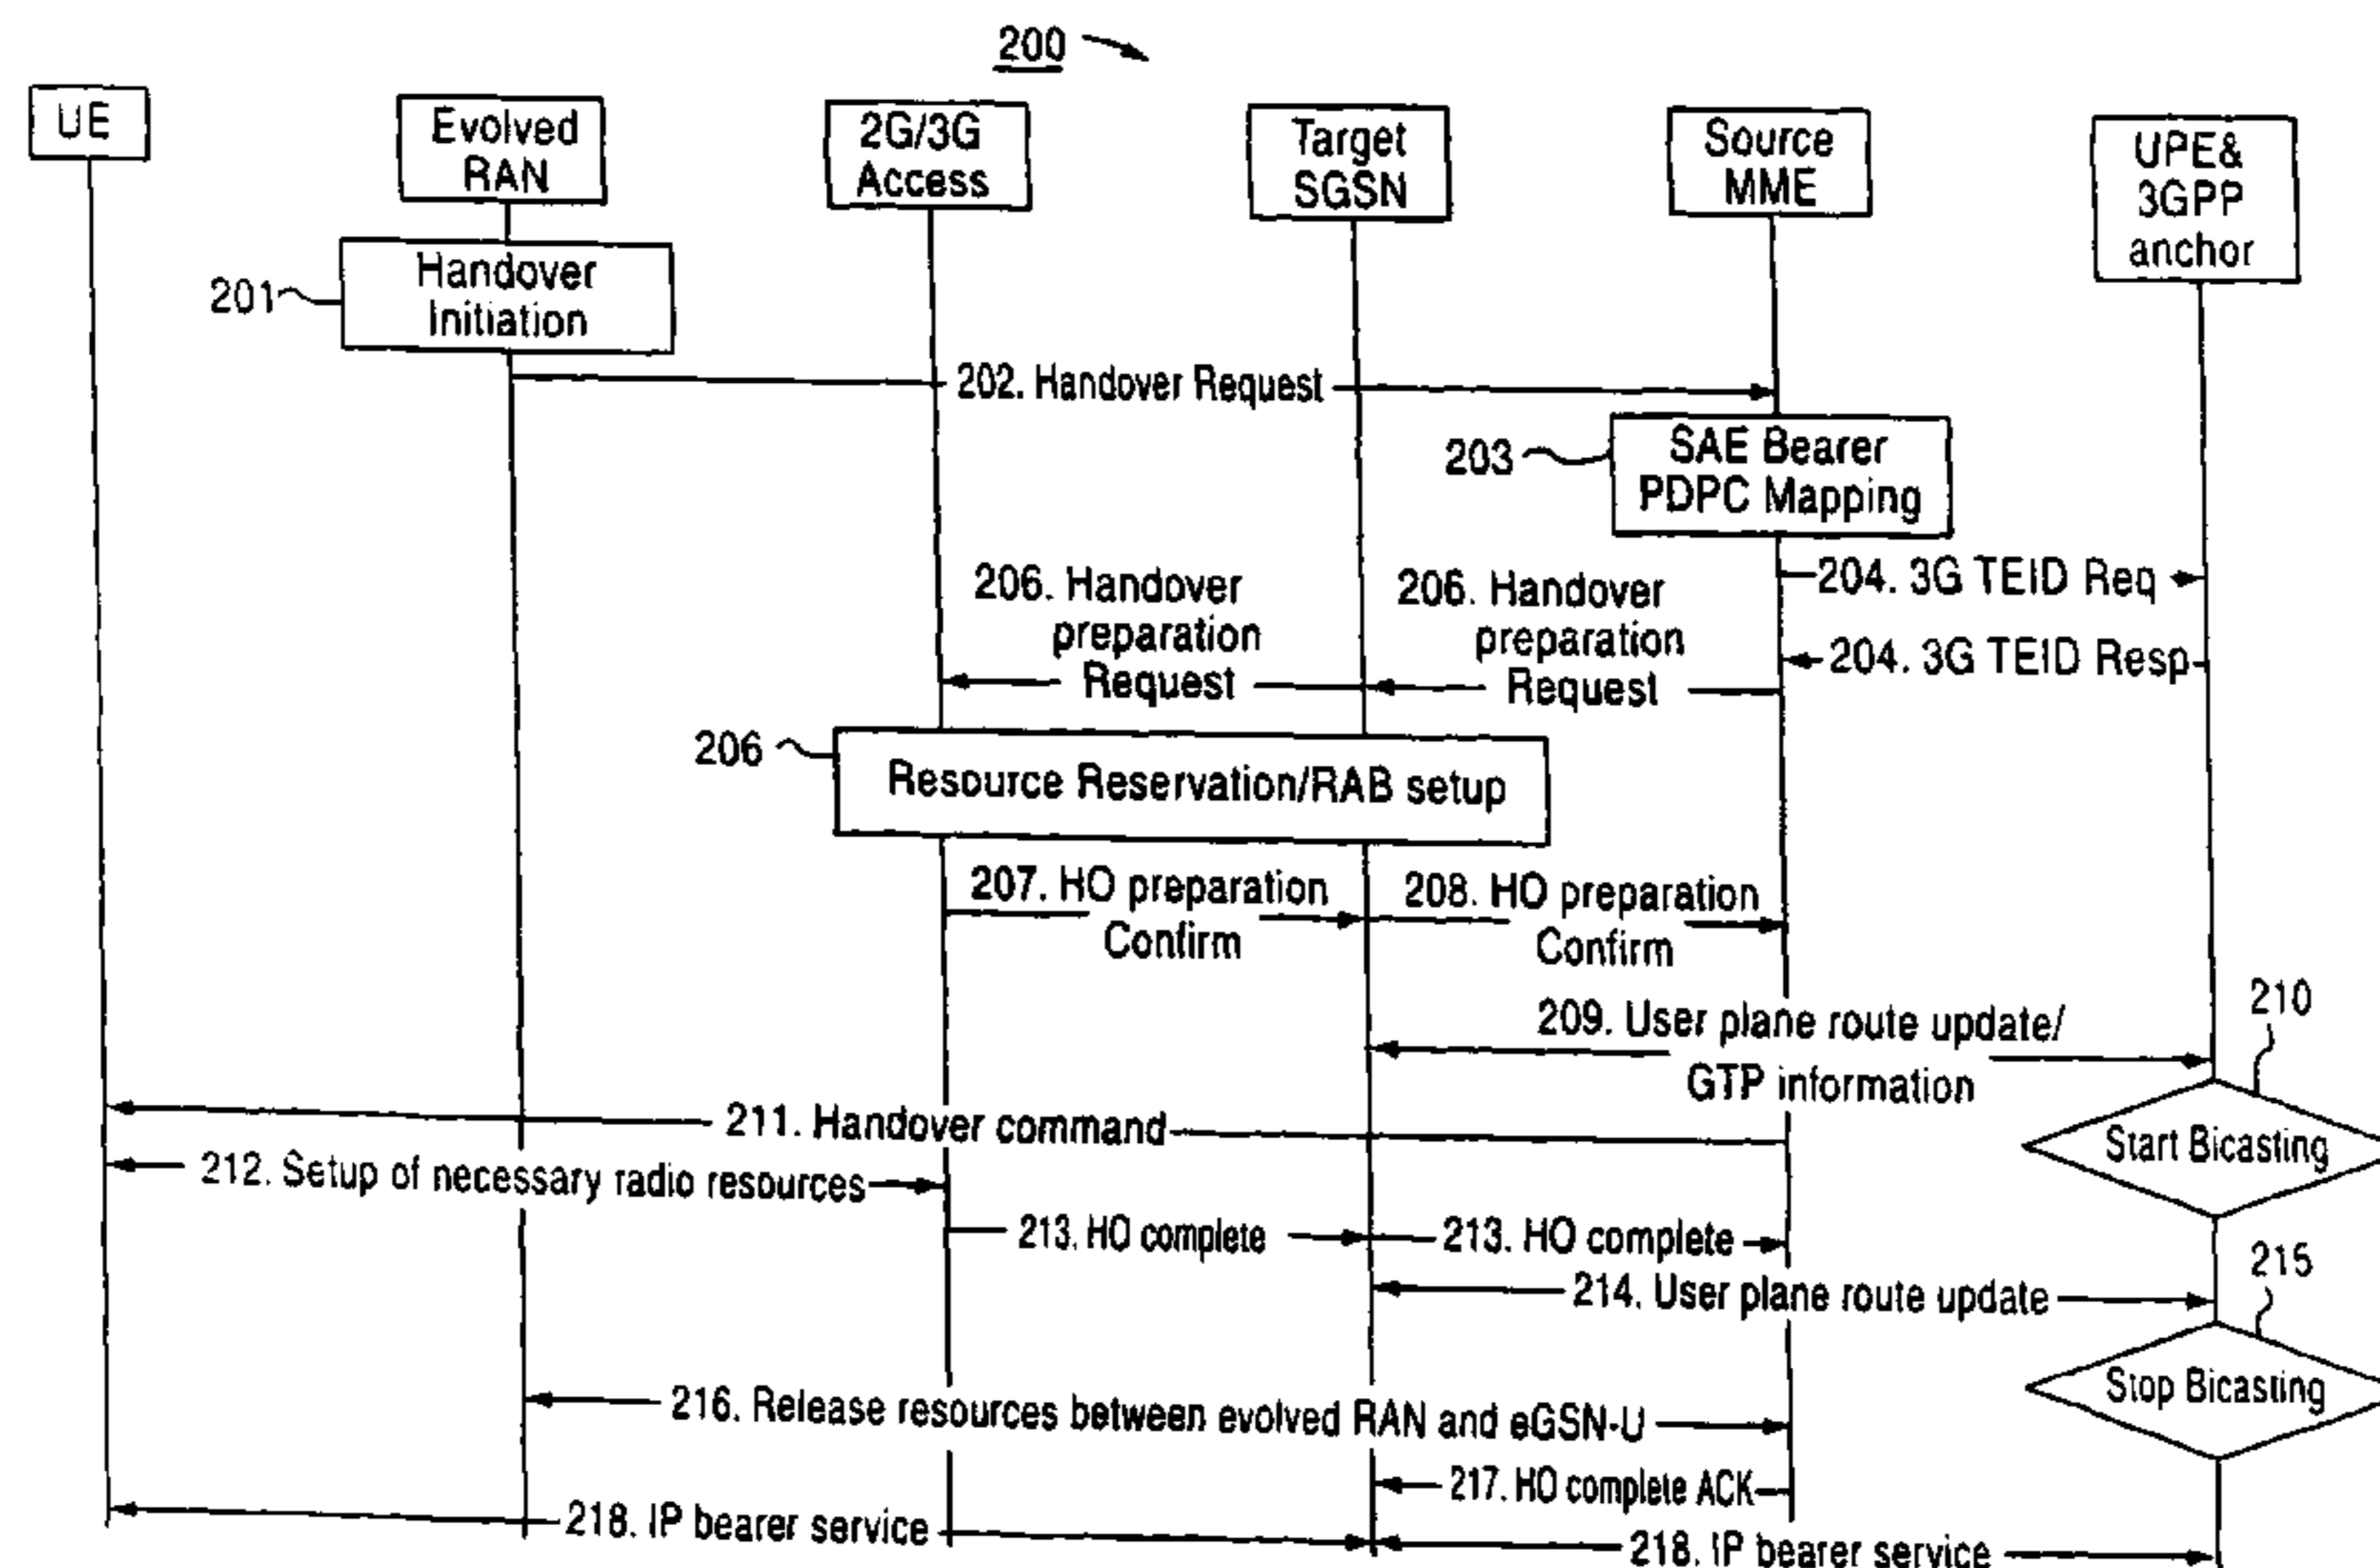 200
UE
Evolved
RAN
2G/3G
Access
Target
SGSN
Source
MME
UPE&
3GPP
anchor
201
Handover
Initiation
202. Handover Request
203
SAE Bearer
PDPC Mapping
204. 3G TEID Req
206. Handover
preparation
Request
206. Handover
preparation
Request
204. 3G TEID Resp
206
Resource Reservation/RAB setup
207. HO preparation
Confirm
208. HO preparation
Confirm
209. User plane route update/
GTP information
210
Start Bicasting
211. Handover command
212. Setup of necessary radio resources
213. HO complete
213. HO complete
214. User plane route update
215
Stop Bicasting
216. Release resources between evolved RAN and eGSN-U
217. HO complete ACK
218. IP bearer service
218. IP bearer service